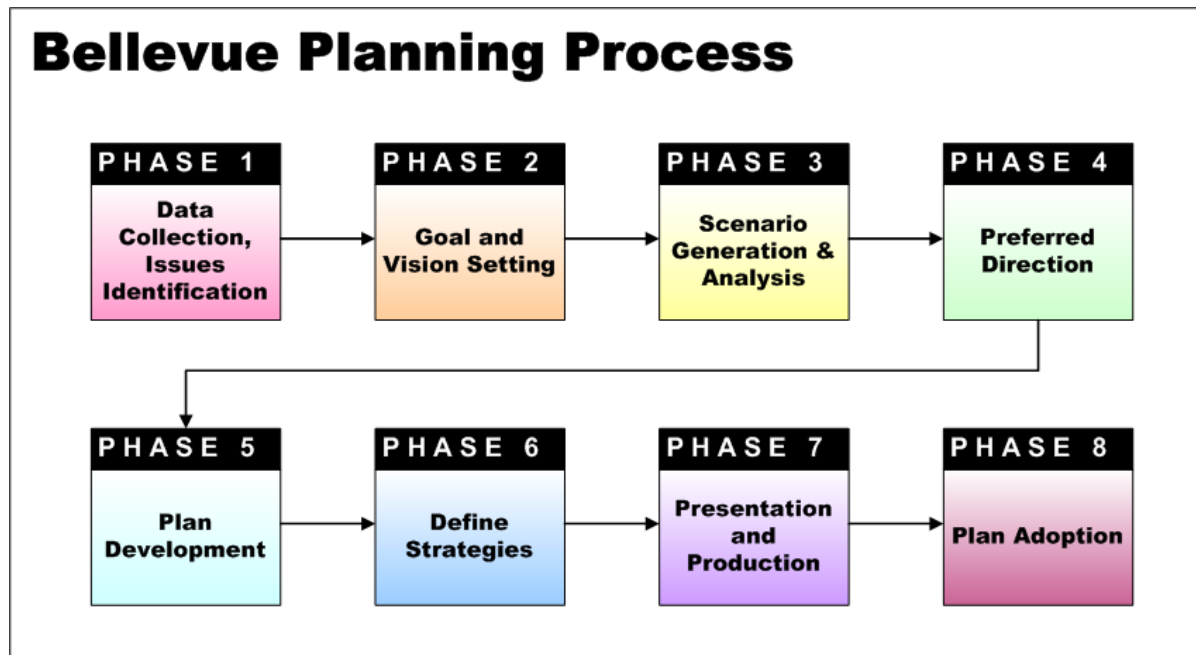 Bellevue Planning Process
PHASE 1
Data
Collection,
Issues
Identification
PHASE 2
Goal and
Vision Setting
PHASE 3
Scenario
Generation &
Analysis
PHASE 4
Preferred
Direction
PHASE 5
Plan
Development
PHASE 6
Define
Strategies
PHASE 7
Presentation
and
Production
PHASE 8
Plan Adoption